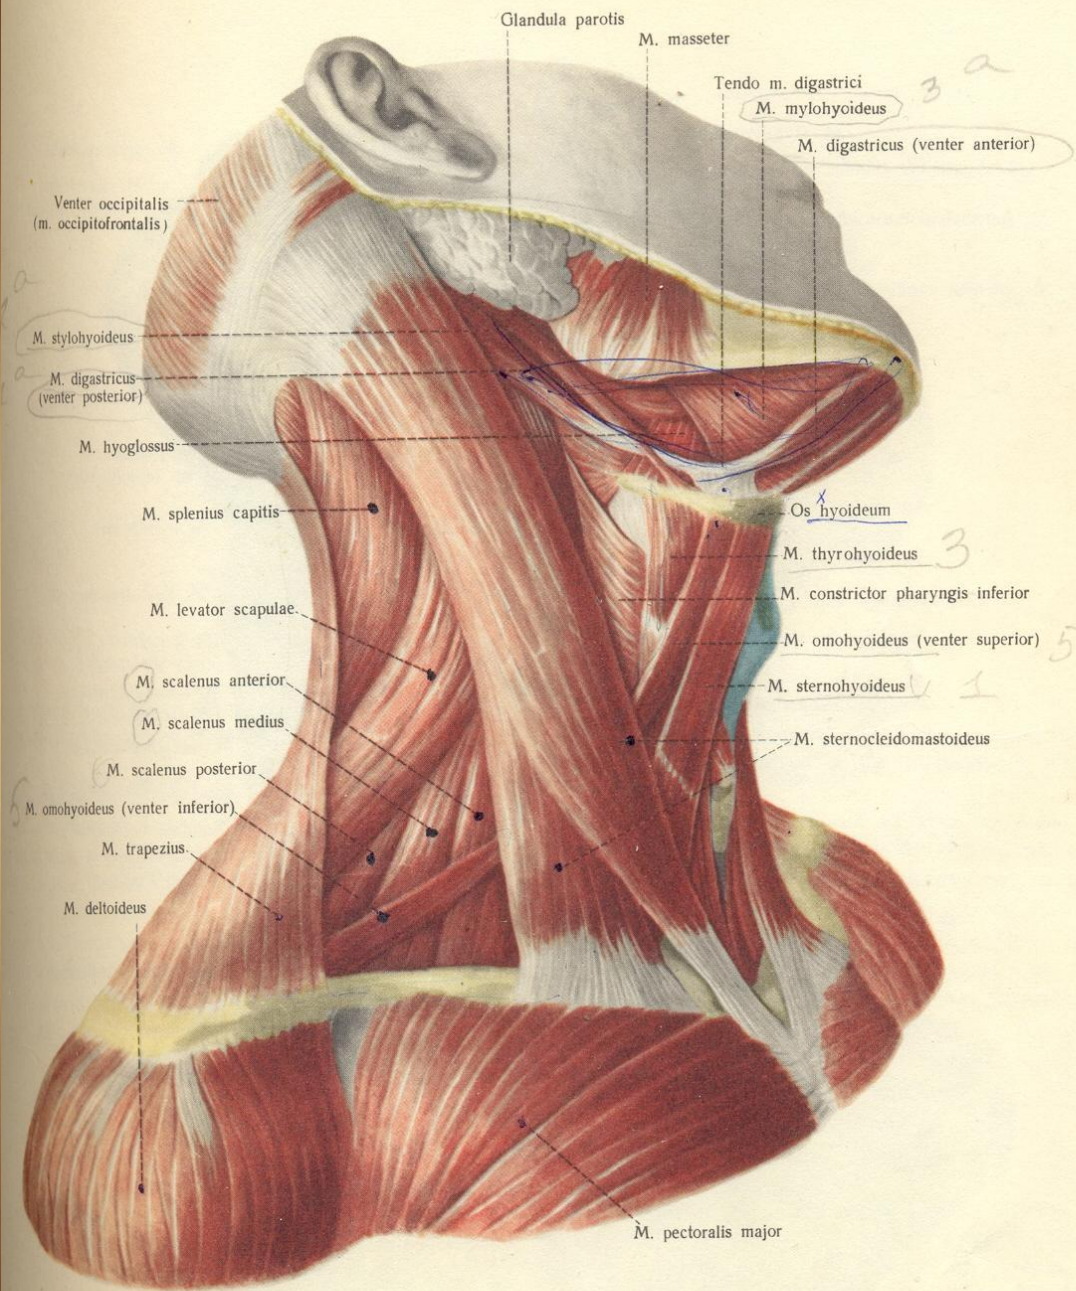 Glandula parotis
M. masseter
Tendo m. digastrici
M. mylohyoideus 3 a
M. digastricus (venter anterior)
Venter occipitalis
(m. occipitofrontalis)
a
M. stylohyoideus
a
M. digastricus
(venter posterior)
M. hyoglossus
M. splenius capitis
x
Os hyoideum
M. thyrohyoideus 3
M. constrictor pharyngis inferior
M. levator scapulae
M. omohyoideus (venter superior) 5
M. scalenus anterior
M. sternohyoideus 1
M. scalenus medius
M. sternocleidomastoideus
M. scalenus posterior
M. omohyoideus (venter inferior)
M. trapezius
M. deltoideus
M. pectoralis major